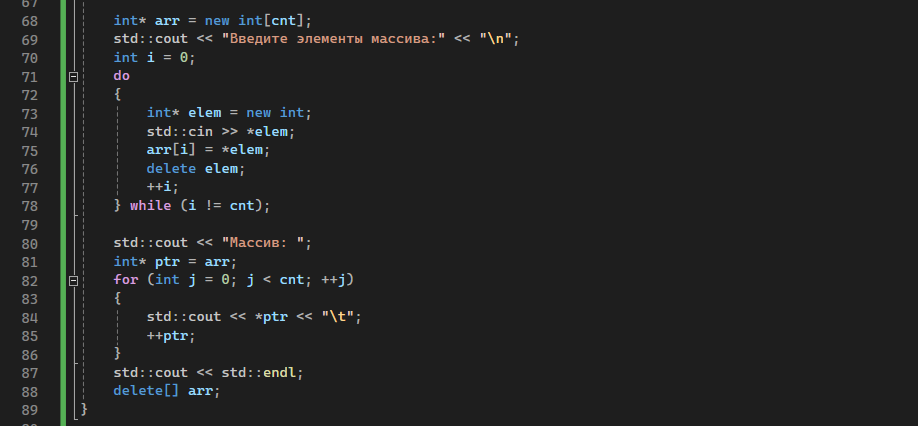 67
68 int* arr = new int[cnt];
69 std::cout << "Введите элементы массива:" << "\n";
70 int i = 0;
71 do
72 {
73 int* elem = new int;
74 std::cin >> *elem;
75 arr[i] = *elem;
76 delete elem;
77 ++i;
78 } while (i != cnt);
79
80 std::cout << "Массив: ";
81 int* ptr = arr;
82 for (int j = 0; j < cnt; ++j)
83 {
84 std::cout << *ptr << "\t";
85 ++ptr;
86 }
87 std::cout << std::endl;
88 delete[] arr;
89 }